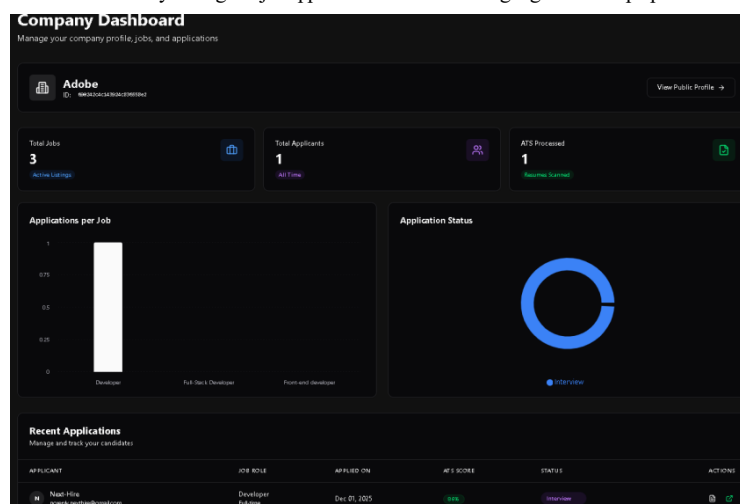 Company Dashboard
Manage your company profile, jobs, and applications
Adobe
ID:
View Public Profile →
Total Jobs
3
Active Listings
Total Applicants
1
All Time
ATS Processed
1
Resumes Scanned
Applications per Job
1
0.75
0.5
0.25
0
Developer Full-Stack Developer Front-end developer
Application Status
Interview
Recent Applications
Manage and track your candidates
APPLICANT JOB ROLE APPLIED ON ATS SCORE STATUS ACTIONS
N Next-Hire Developer
Full-time
Dec 01, 2025
Interview